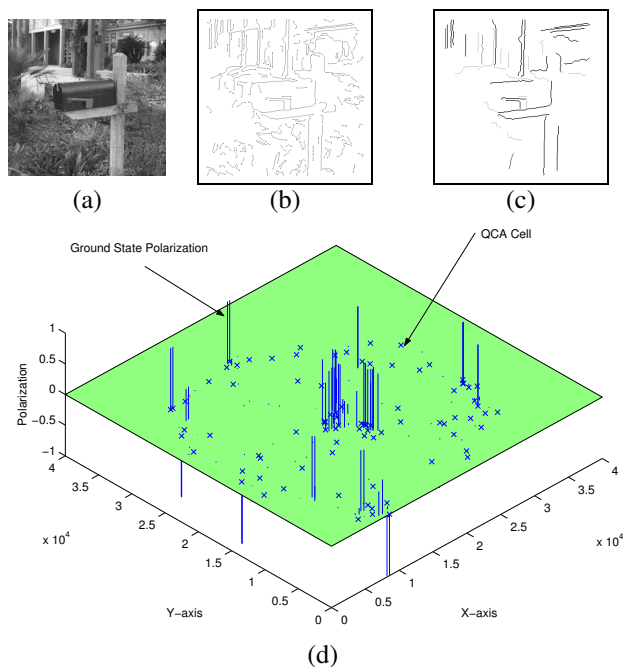 (a)
(b)
(c)
Ground State Polarization
QCA Cell
Polarization
1
0.5
0
−0.5
−1
4
3.5
3
2.5
2
1.5
1
0.5
0
x 10^4
Y−axis
0
0.5
1
1.5
2
2.5
3
3.5
4
x 10^4
X−axis
(d)